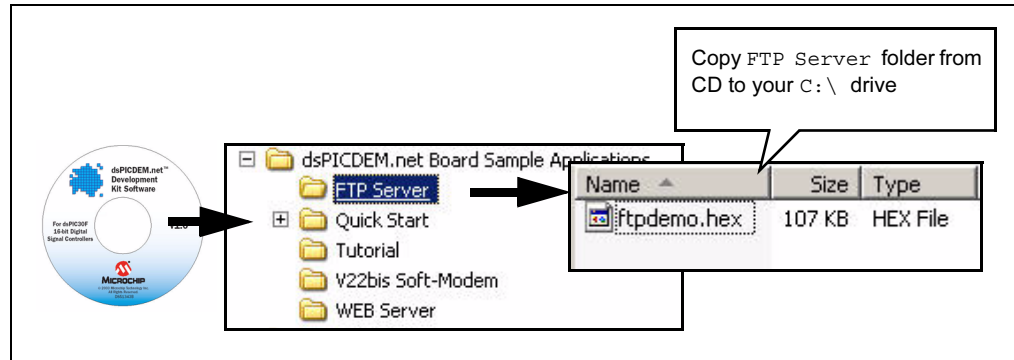 Copy FTP Server folder from
CD to your C:\ drive
dsPICDEM.net™
Development
Kit Software
For dsPIC30F
16-bit Digital
Signal Controllers
MICROCHIP
dsPICDEM.net Board Sample Applications
FTP Server
Quick Start
Tutorial
V22bis Soft-Modem
WEB Server
Name
Size
Type
ftpdemo.hex
107 KB
HEX File